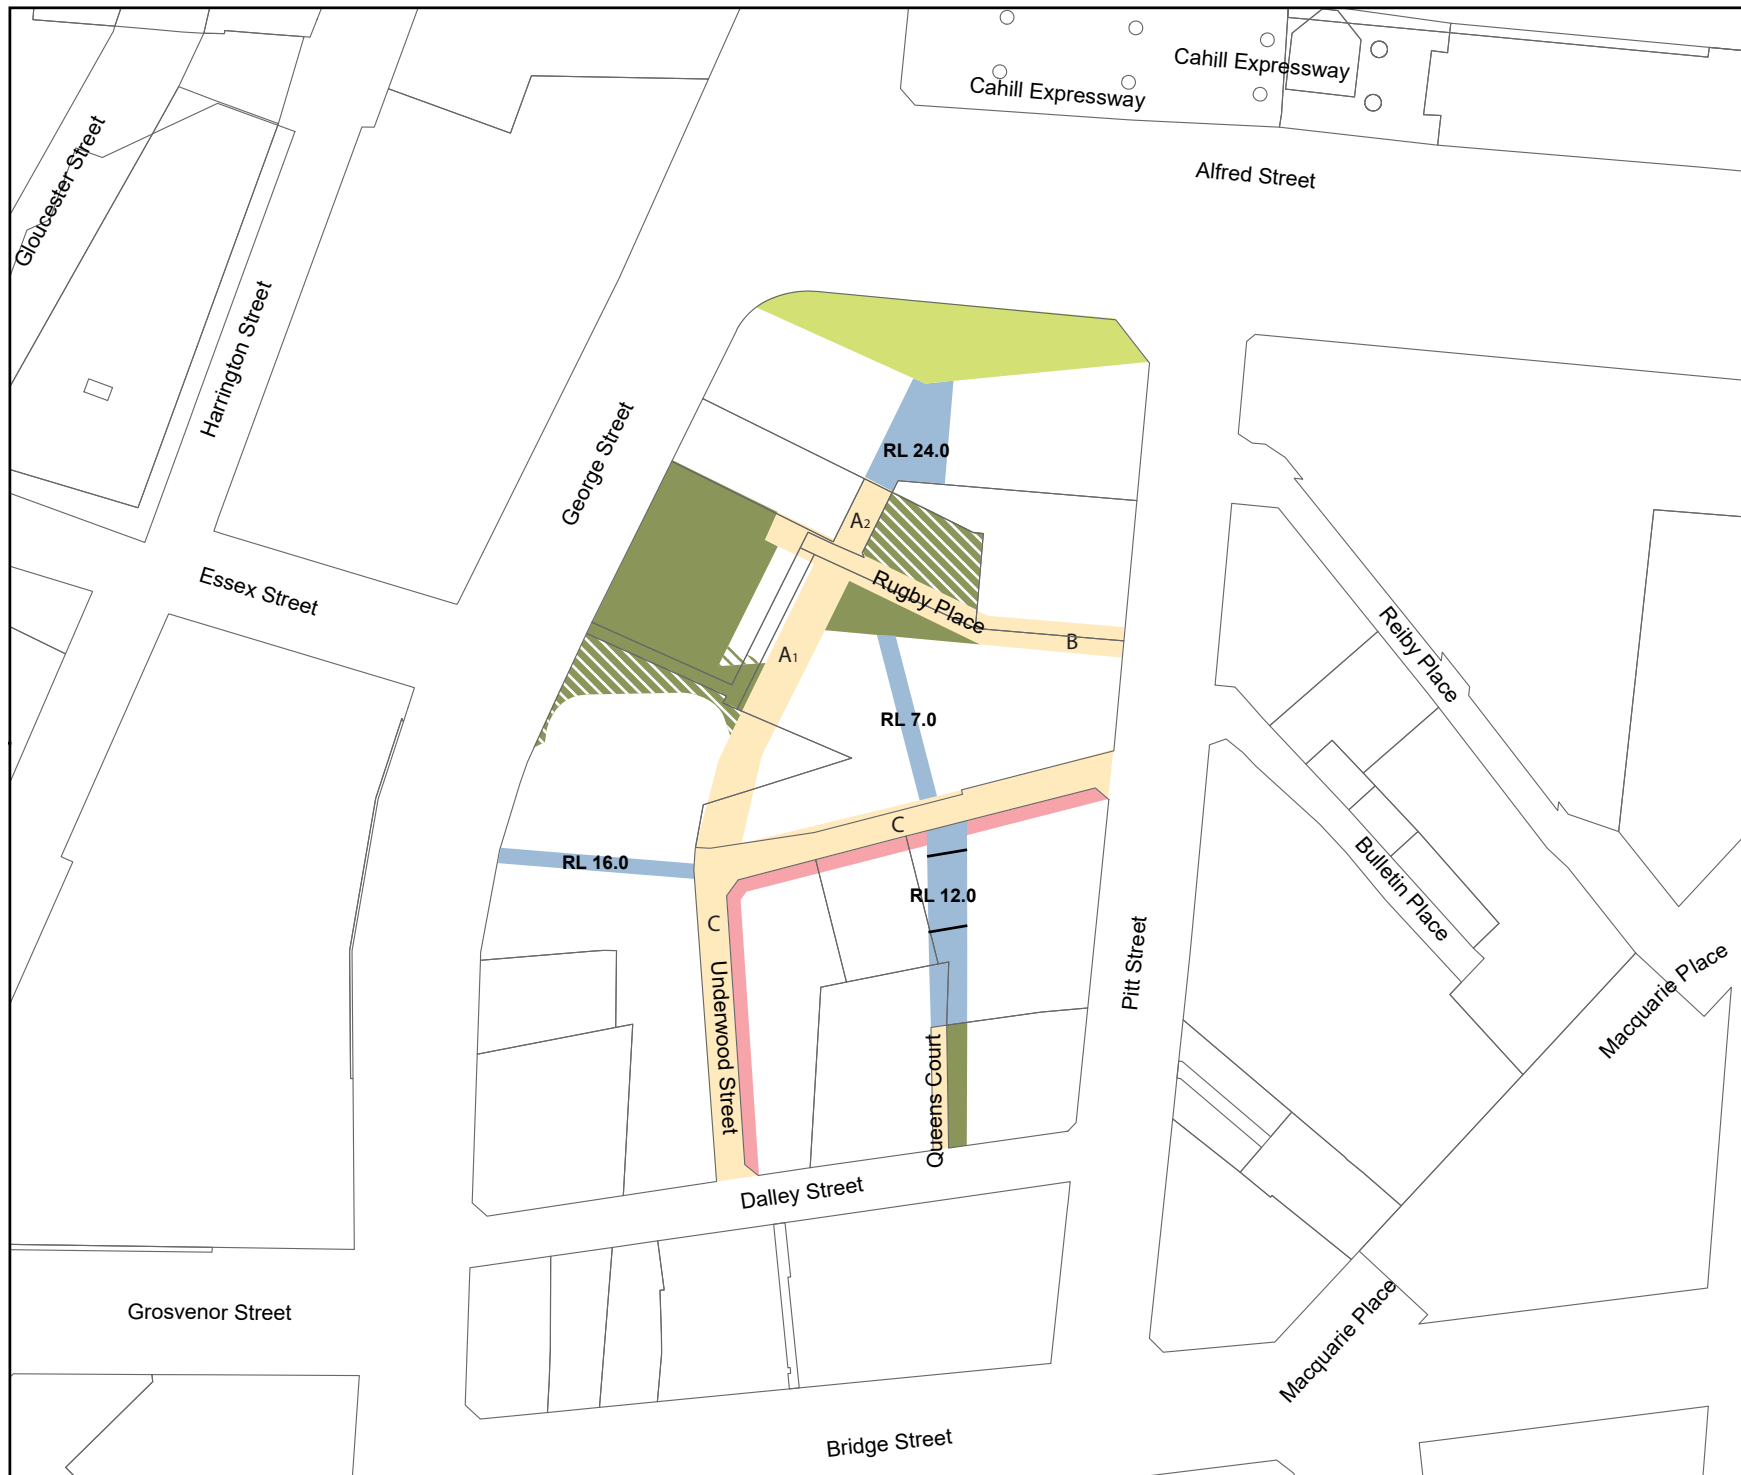 Cahill Expressway
Cahill Expressway
Gloucester Street
Alfred Street
Harrington Street
George Street
RL 24.0
A2
Essex Street
Rugby Place
B
Reiby Place
A1
RL 7.0
C
RL 16.0
Bulletin Place
RL 12.0
C
Pitt Street
Underwood Street
Macquarie Place
Queens Court
Dalley Street
Grosvenor Street
Macquarie Place
Bridge Street